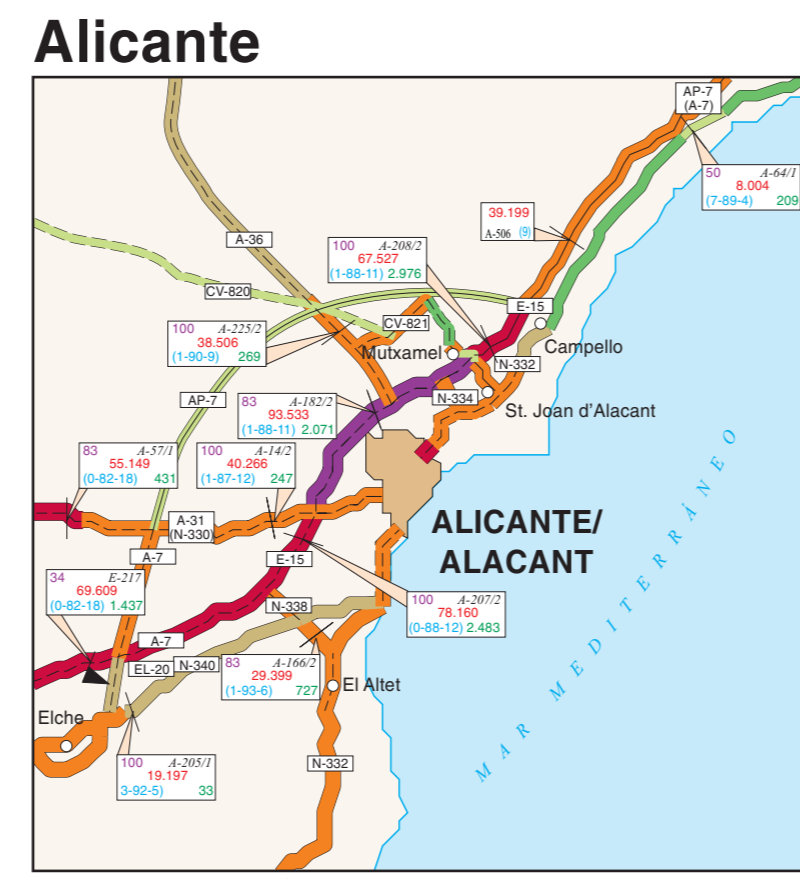 Alicante
AP-7
(A-7)
50 A-64/1
8.004
(7-89-4) 209
39.199
A-506 (9)
A-36
100 A-208/2
67.527
(1-88-11) 2.976
CV-820
E-15
CV-821
100 A-225/2
38.506
(1-90-9) 269
Mutxamel
Campello
N-332
AP-7
83 A-182/2
93.533
(1-88-11) 2.071
N-334
St. Joan d'Alacant
83 A-57/1
55.149
(0-82-18) 431
100 A-14/2
40.266
(1-87-12) 247
A-31
(N-330)
ALICANTE/
ALACANT
A-7
E-15
34 E-217
69.609
(0-82-18) 1.437
N-338
100 A-207/2
78.160
(0-88-12) 2.483
A-7
EL-20
N-340
83 A-166/2
29.399
(1-93-6) 727
El Altet
Elche
100 A-205/1
19.197
3-92-5) 33
N-332
MAR MEDITERRÀNEO